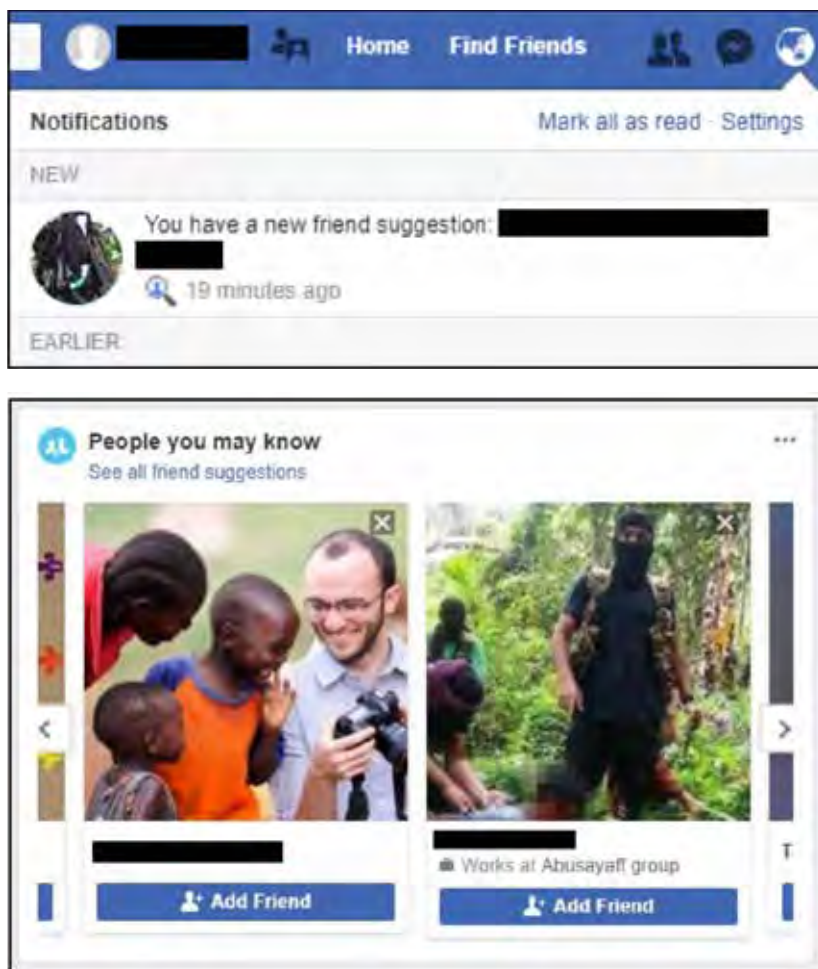 Home Find Friends
Notifications Mark all as read · Settings
NEW
You have a new friend suggestion:
19 minutes ago
EARLIER
People you may know
See all friend suggestions
Works at Abusayaff group
T
Add Friend Add Friend